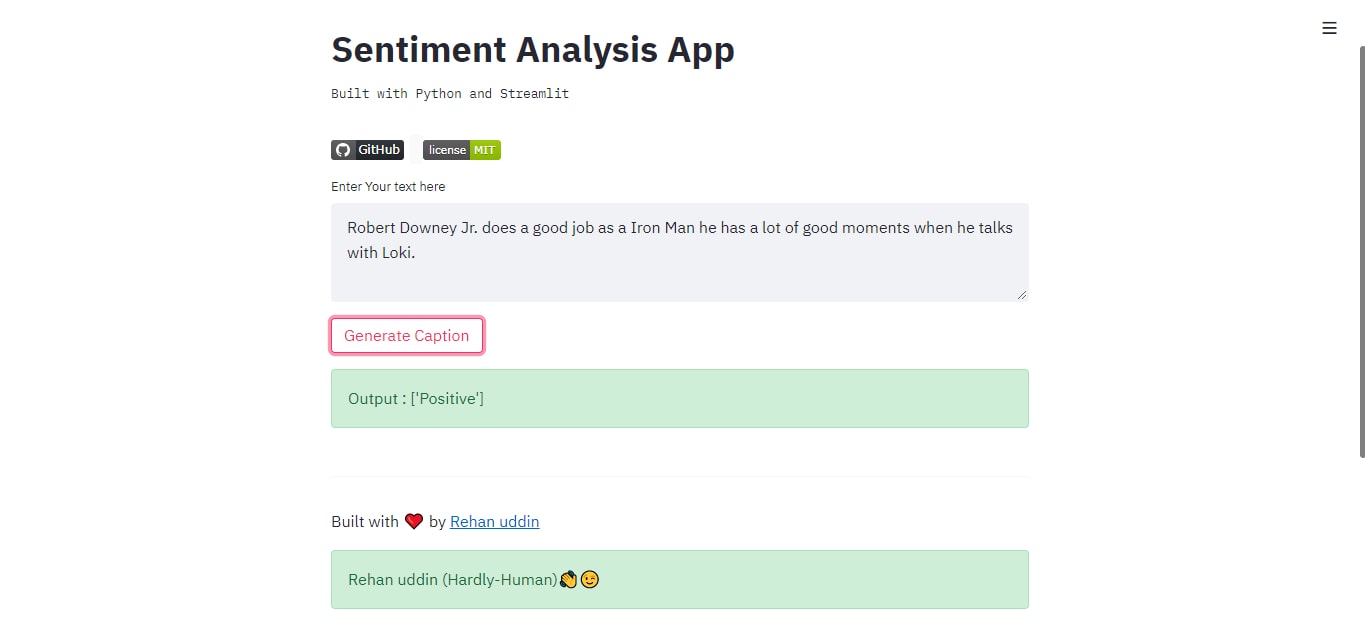 Sentiment Analysis App
Built with Python and Streamlit
GitHub license MIT
Enter Your text here
Robert Downey Jr. does a good job as a Iron Man he has a lot of good moments when he talks
with Loki.
Generate Caption
Output : ['Positive']
Built with ❤️ by Rehan uddin
Rehan uddin (Hardly-Human)👏😉